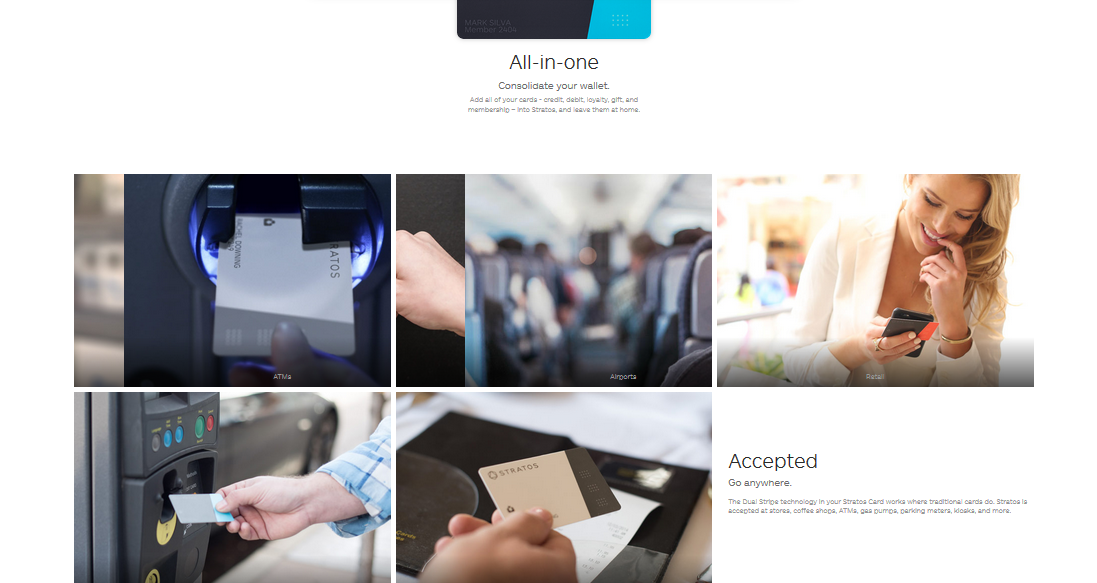 MARK SILVA
Member 2404
All-in-one
Consolidate your wallet.
Add all of your cards - credit, debit, loyalty, gift, and
membership – into Stratos, and leave them at home.
RACHEL DOWNING
STRATOS
ATMs
Airports
Retail
STRATOS
Accepted
Go anywhere.
The Dual Stripe technology in your Stratos Card works where traditional cards do. Stratos is
accepted at stores, coffee shops, ATMs, gas pumps, parking meters, kiosks, and more.